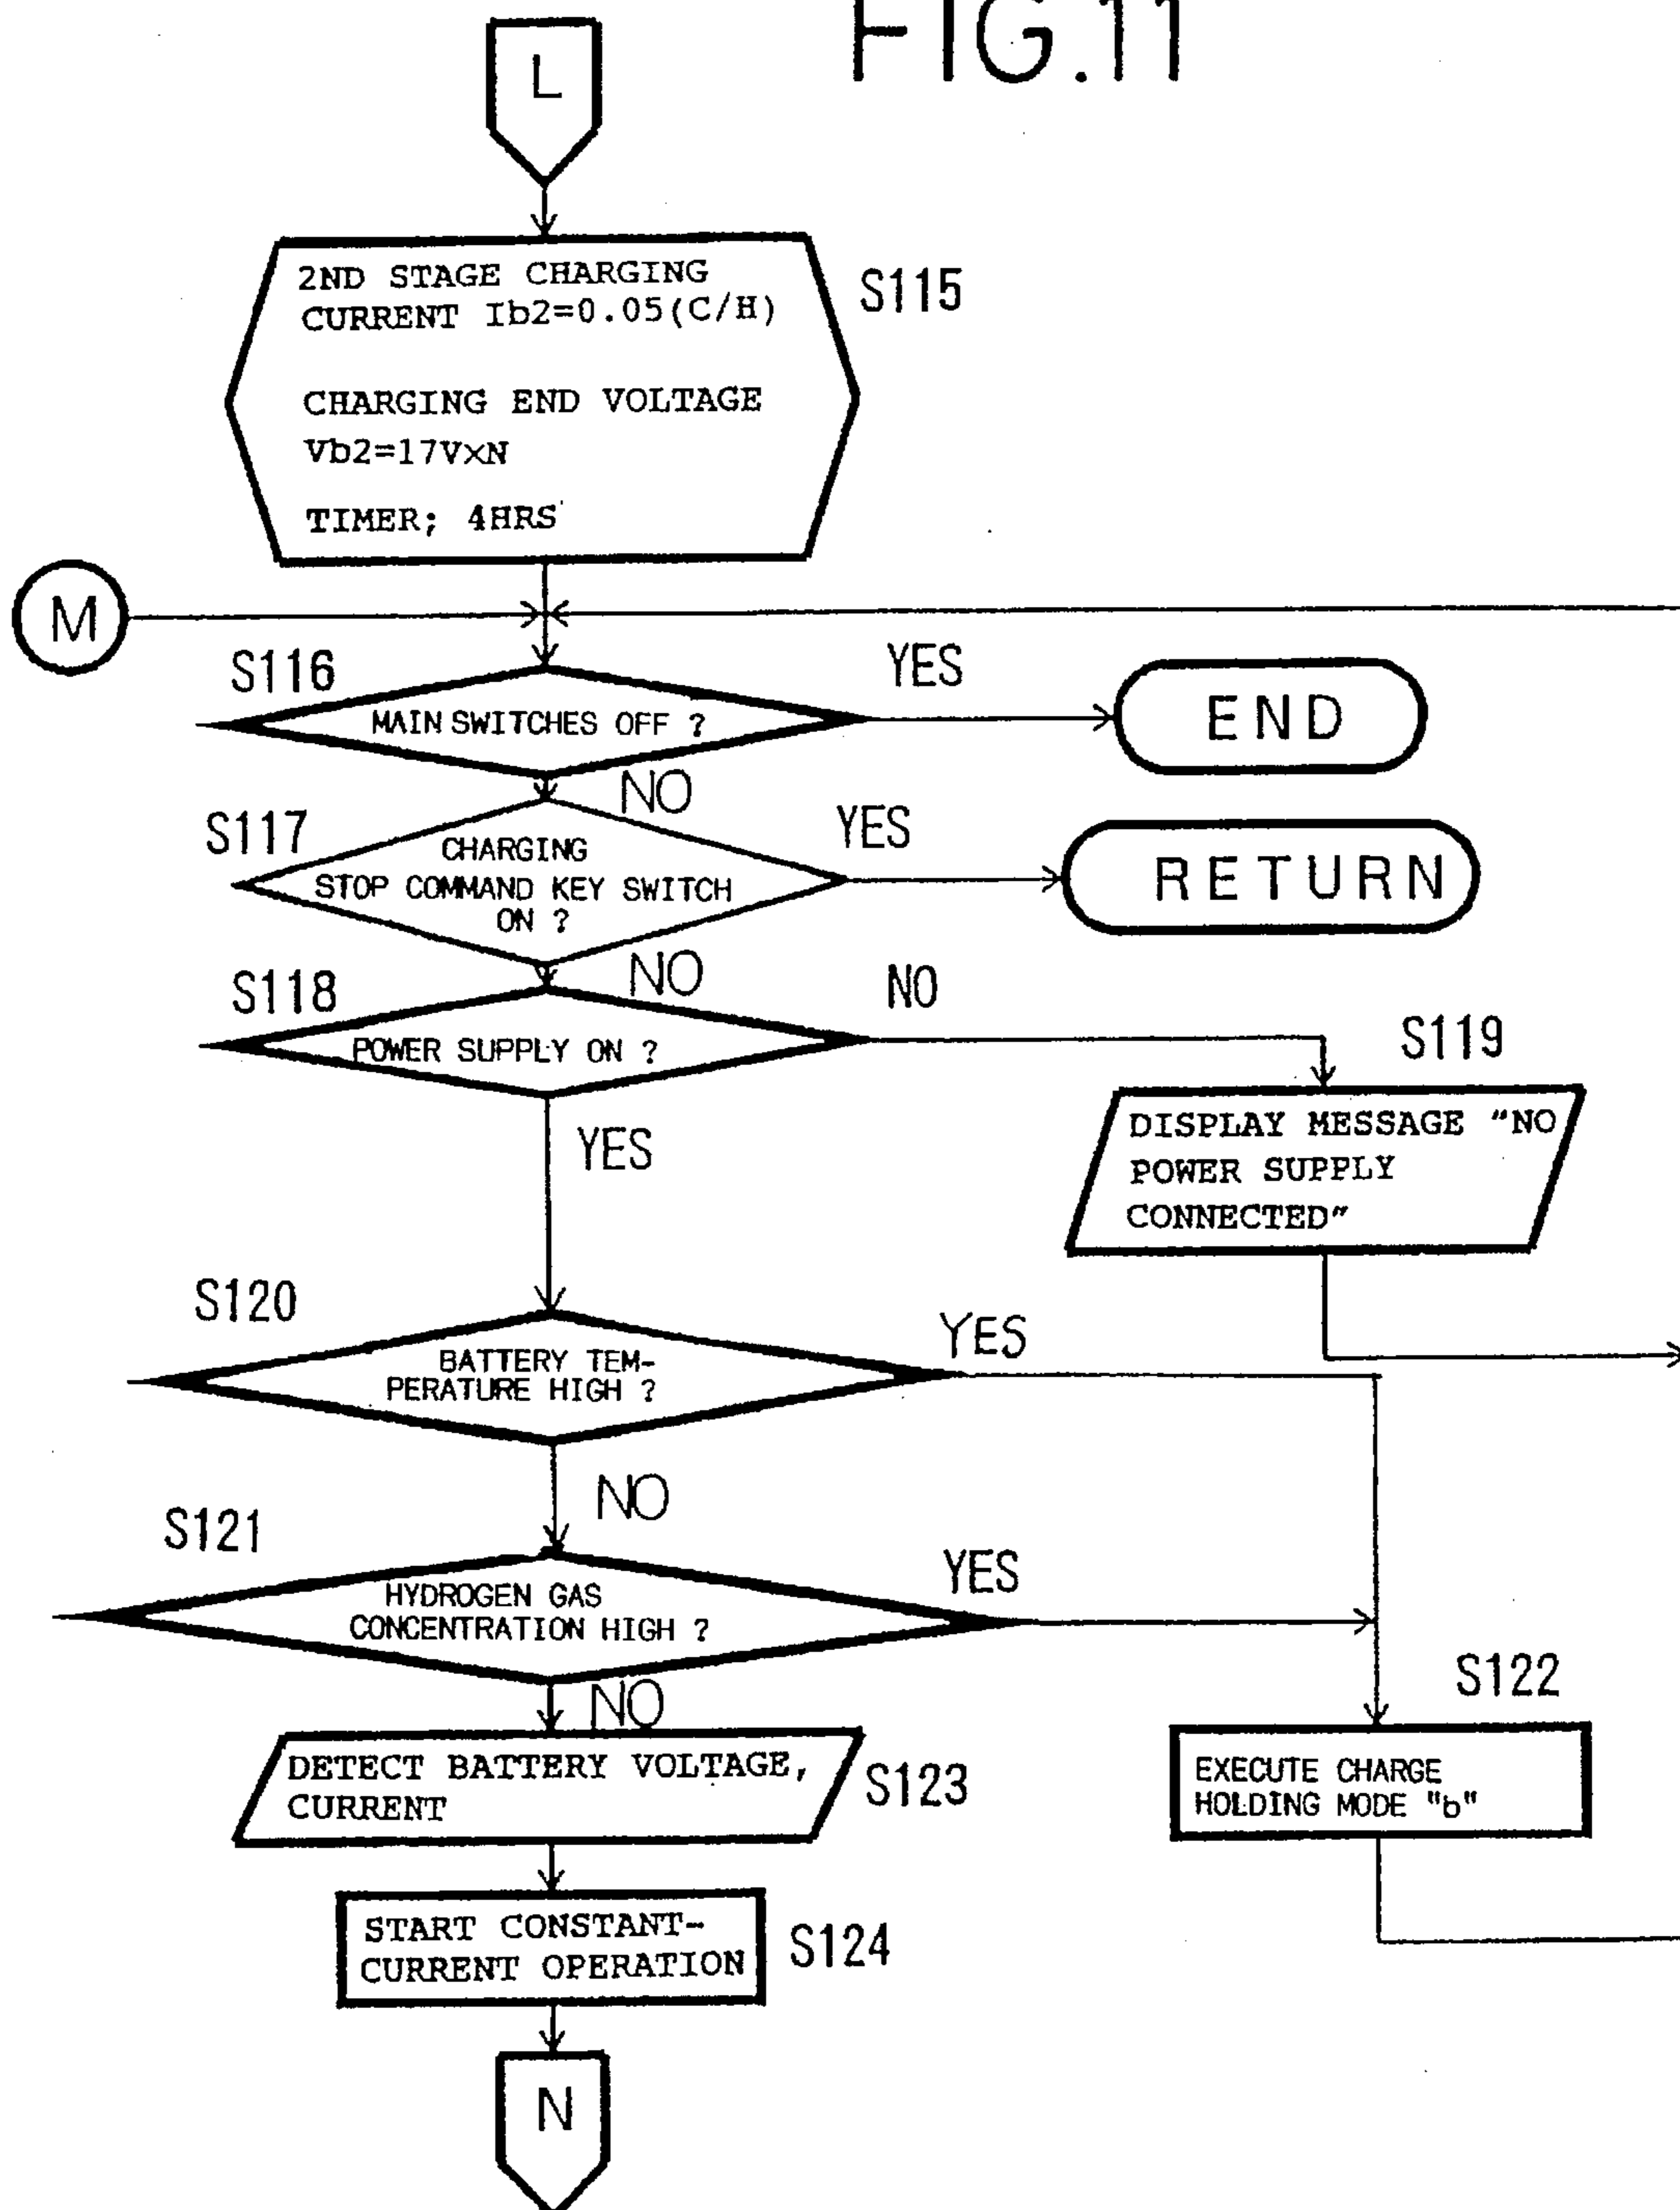 FIG.11
L
2ND STAGE CHARGING
CURRENT Ib2=0.05(C/H)
S115
CHARGING END VOLTAGE
Vb2=17V×N
TIMER; 4HRS
M
S116
YES
MAIN SWITCHES OFF ?
END
NO
S117
YES
CHARGING
STOP COMMAND KEY SWITCH
ON ?
RETURN
NO
S118
NO
POWER SUPPLY ON ?
S119
YES
DISPLAY MESSAGE "NO
POWER SUPPLY
CONNECTED"
S120
YES
BATTERY TEM-
PERATURE HIGH ?
NO
S121
YES
HYDROGEN GAS
CONCENTRATION HIGH ?
NO
S122
EXECUTE CHARGE
HOLDING MODE "b"
DETECT BATTERY VOLTAGE,
CURRENT
S123
START CONSTANT-
CURRENT OPERATION
S124
N